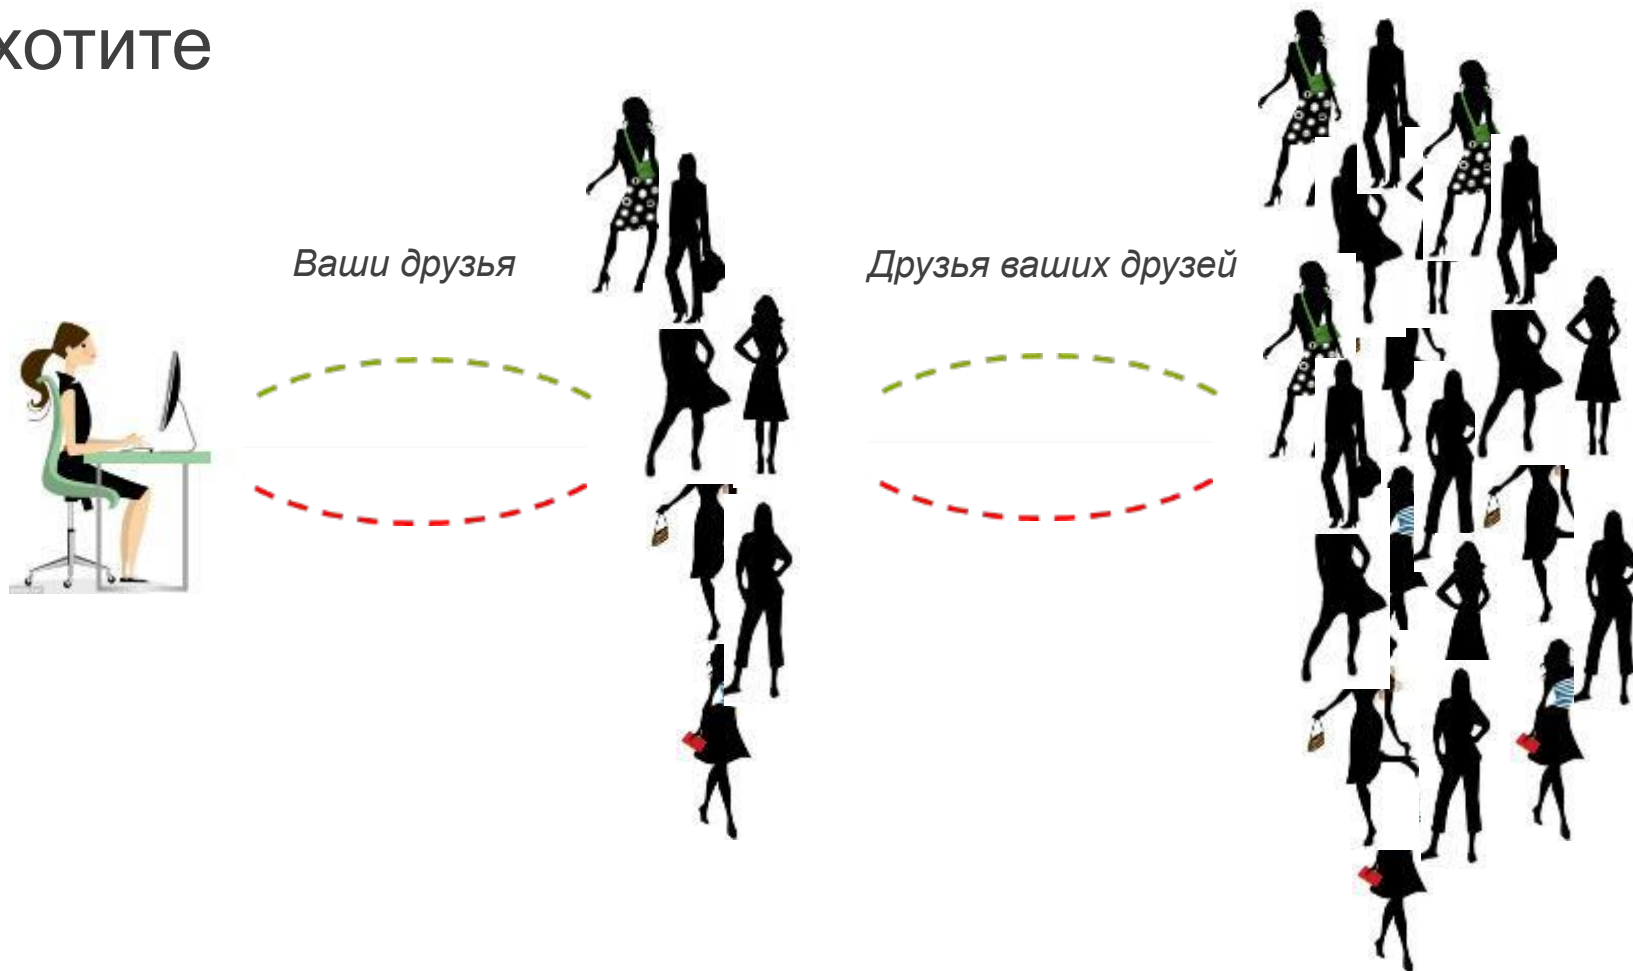 хотите
Ваши друзья
Друзья ваших друзей